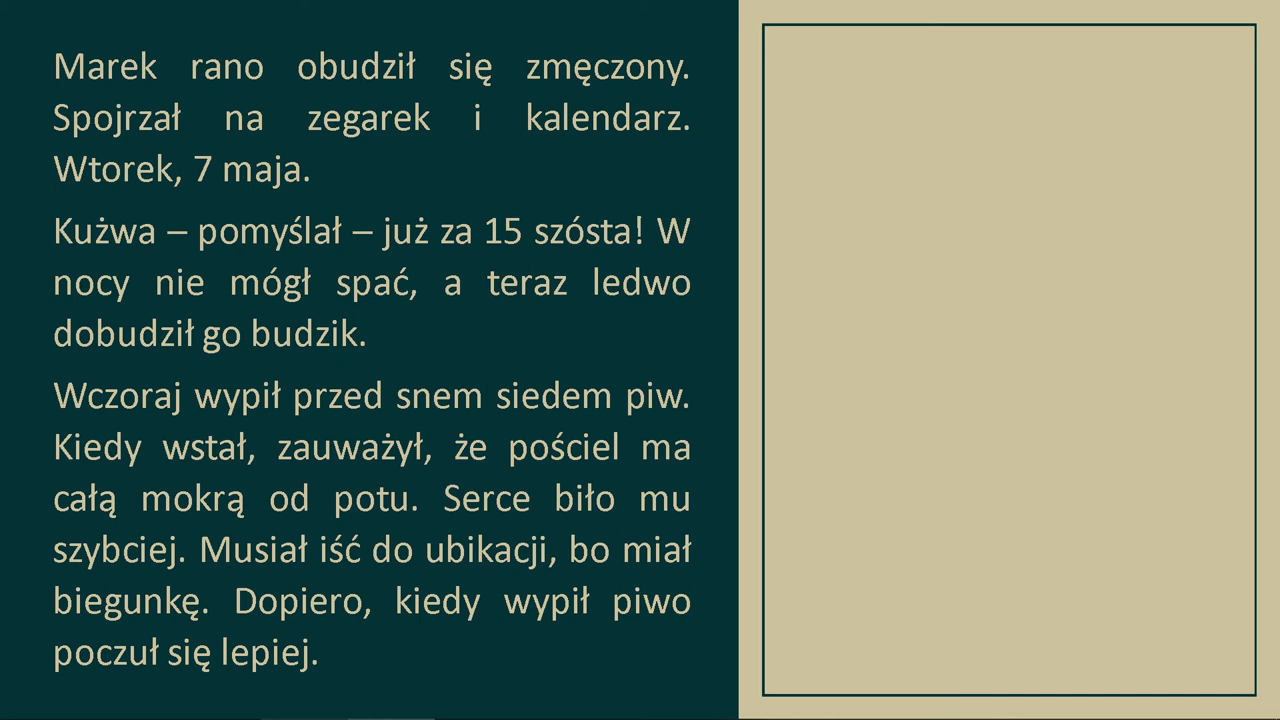 Marek rano obudził się zmęczony.
Spojrzał na zegarek i kalendarz.
Wtorek, 7 maja.
Kużwa – pomyślał – już za 15 szósta! W
nocy nie mógł spać, a teraz ledwo
dobudził go budzik.
Wczoraj wypił przed snem siedem piw.
Kiedy wstał, zauważył, że pościel ma
całą mokrą od potu. Serce biło mu
szybciej. Musiał iść do ubikacji, bo miał
biegunkę. Dopiero, kiedy wypił piwo
poczuł się lepiej.